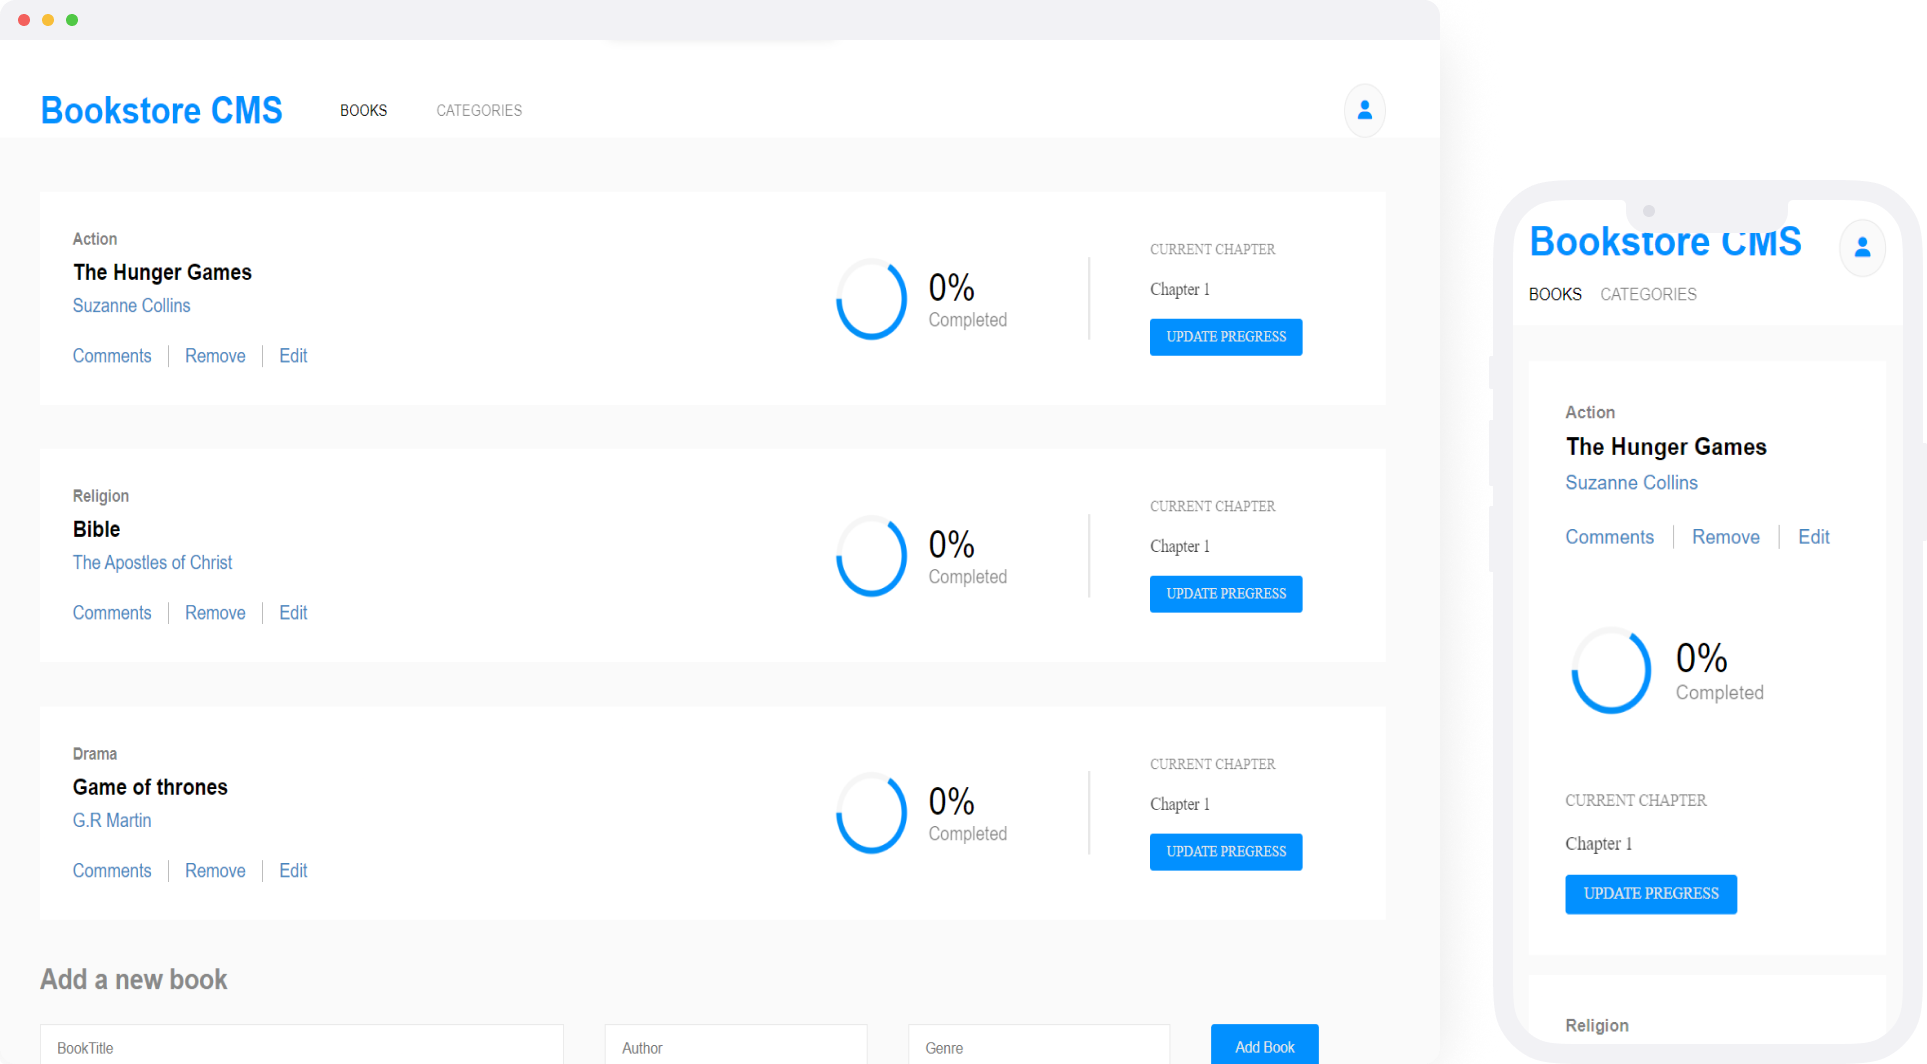 Bookstore CMS
BOOKS CATEGORIES
Action
The Hunger Games
Suzanne Collins
Comments Remove Edit
0%
Completed
CURRENT CHAPTER
Chapter 1
UPDATE PREGRESS
Religion
Bible
The Apostles of Christ
Comments Remove Edit
0%
Completed
CURRENT CHAPTER
Chapter 1
UPDATE PREGRESS
Drama
Game of thrones
G.R Martin
Comments Remove Edit
0%
Completed
CURRENT CHAPTER
Chapter 1
UPDATE PREGRESS
Add a new book
BookTitle Author Genre Add Book
Bookstore CMS
BOOKS CATEGORIES
Action
The Hunger Games
Suzanne Collins
Comments Remove Edit
0%
Completed
CURRENT CHAPTER
Chapter 1
UPDATE PREGRESS
Religion